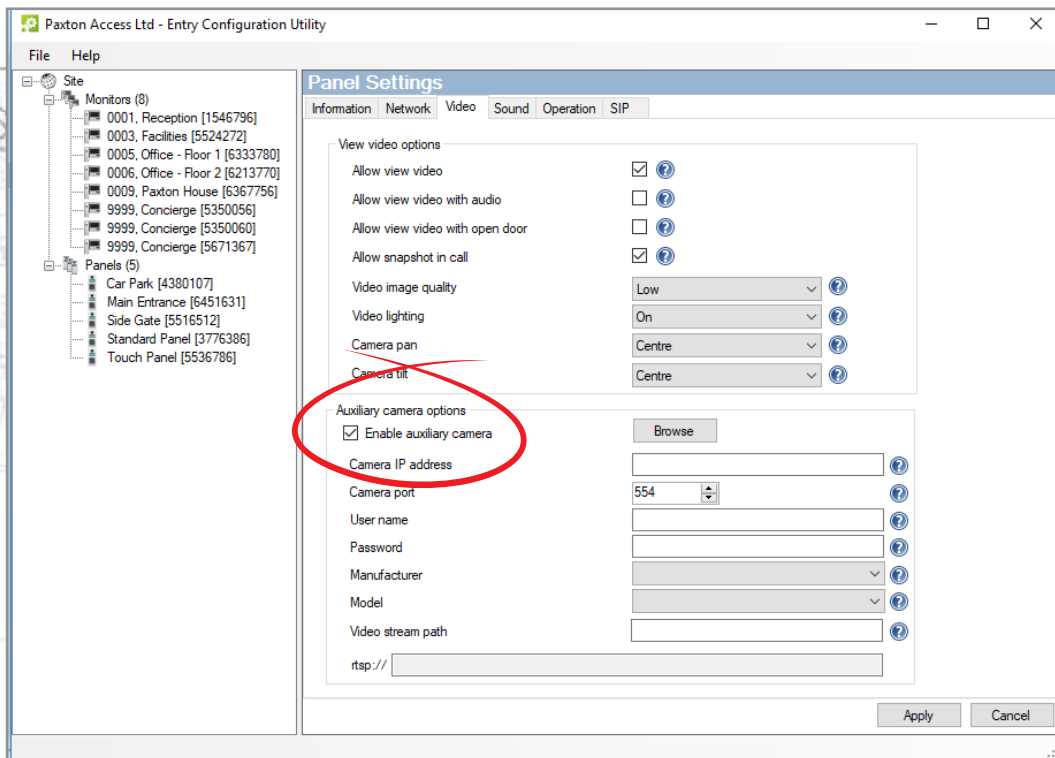 Paxton Access Ltd - Entry Configuration Utility
File Help
Site
Monitors (8)
0001, Reception [1546796]
0003, Facilities [5524272]
0005, Office - Floor 1 [6333780]
0006, Office - Floor 2 [6213770]
0009, Paxton House [6367756]
9999, Concierge [5350056]
9999, Concierge [5350060]
9999, Concierge [5671367]
Panels (5)
Car Park [4380107]
Main Entrance [6451631]
Side Gate [5516512]
Standard Panel [3776386]
Touch Panel [5536786]
Panel Settings
Information Network Video Sound Operation SIP
View video options
Allow view video
Allow view video with audio
Allow view video with open door
Allow snapshot in call
Video image quality Low
Video lighting On
Camera pan Centre
Camera tilt Centre
Auxiliary camera options
Enable auxiliary camera Browse
Camera IP address
Camera port 554
User name
Password
Manufacturer
Model
Video stream path
rtsp://
Apply Cancel